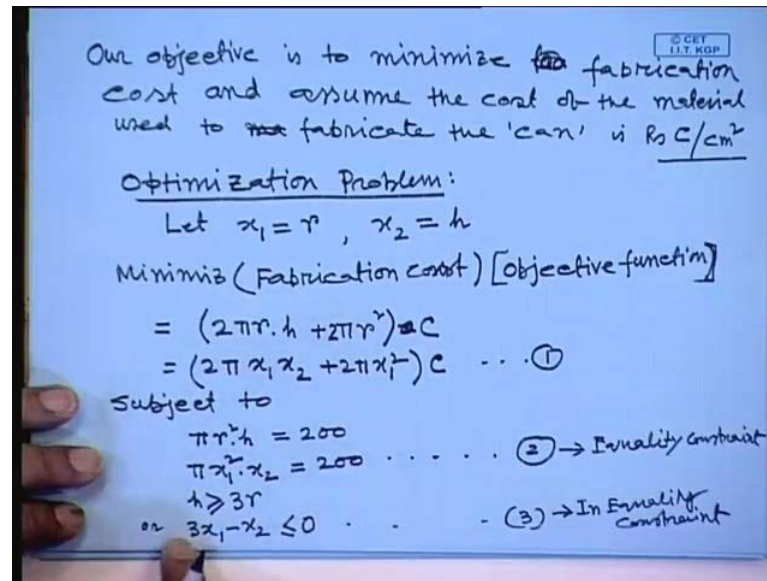 © CET
I.I.T. KGP
Our objective is to minimize fabrication
cost and assume the cost of the material
used to fabricate the 'can' is Rs C/cm²
Optimization Problem:
Let x₁ = r , x₂ = h
Minimiz (Fabrication cost) [objective function]
= (2πr.h + 2πr²) C
= (2π x₁ x₂ + 2πx₁²) C ... ①
Subject to
πr².h = 200
πx₁².x₂ = 200 . . . . . ② → Equality constraint
h ≥ 3r
or 3x₁ - x₂ ≤ 0 . . - (3) → In Equality
constraint